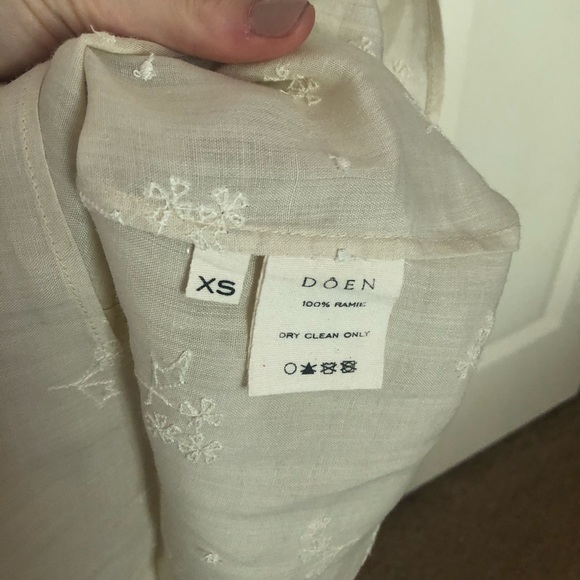 XS
DÔEN
100% RAMIE
DRY CLEAN ONLY